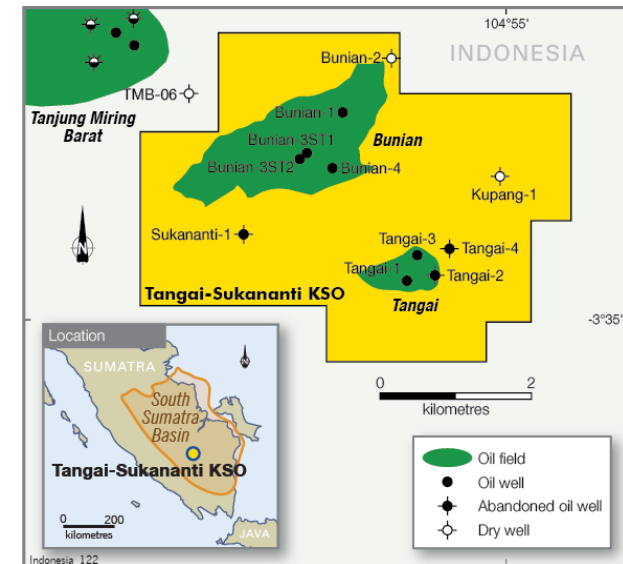 104°55'
INDONESIA
Bunian-2
TMB-06
Tanjung Miring
Barat
Bunian-1
Bunian
Bunian-3ST1
Bunian-3ST2
Bunian-4
Kupang-1
Sukananti-1
Tangai-3
Tangai-4
Tangai-1
Tangai-2
Tangai-Sukananti KSO
Tangai
-3°35'
N
Location
SUMATRA
South
Sumatra
Basin
Tangai-Sukananti KSO
0 200
kilometres
JAVA
0 2
kilometres
Oil field
Oil well
Abandoned oil well
Dry well
Indonesia 122